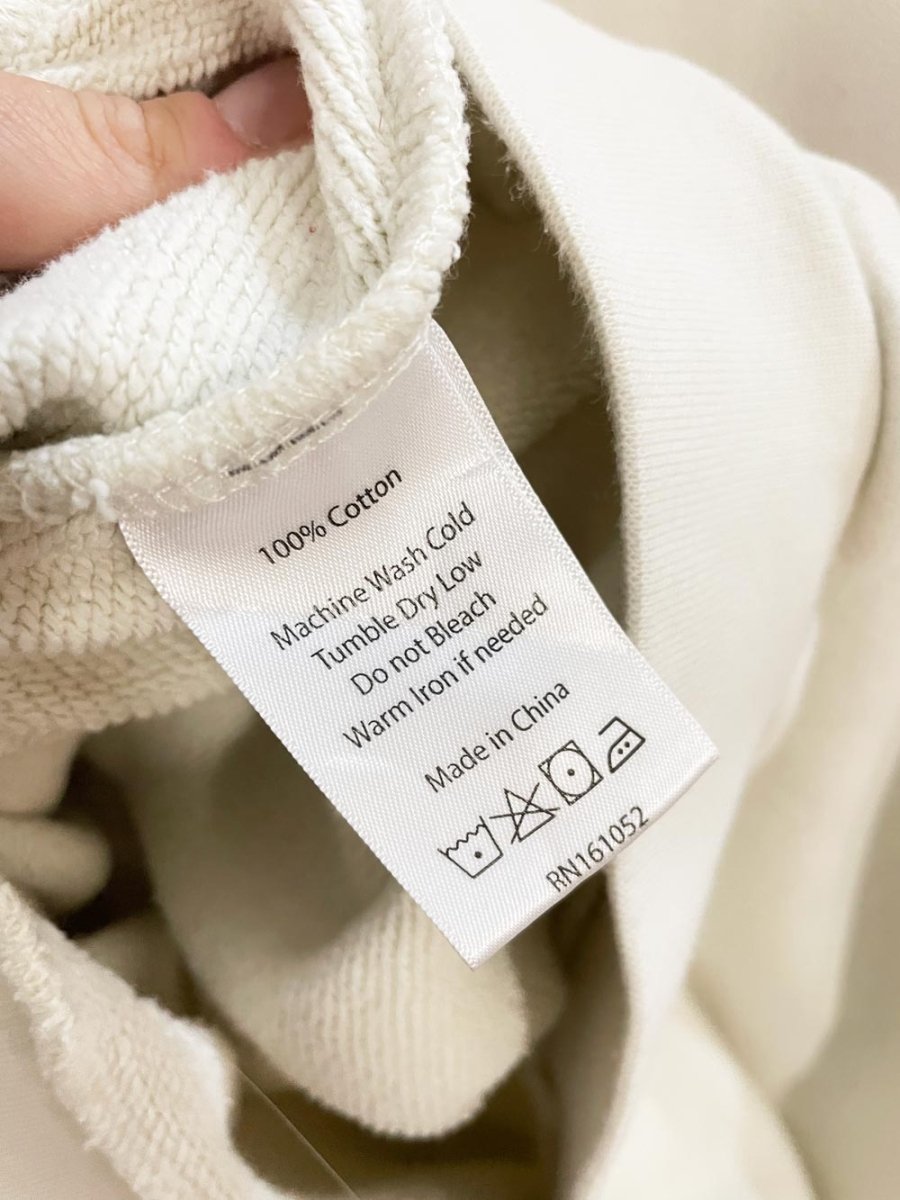 100% Cotton
Machine Wash Cold
Tumble Dry Low
Do not Bleach
Warm Iron if needed
Made in China
RN161052